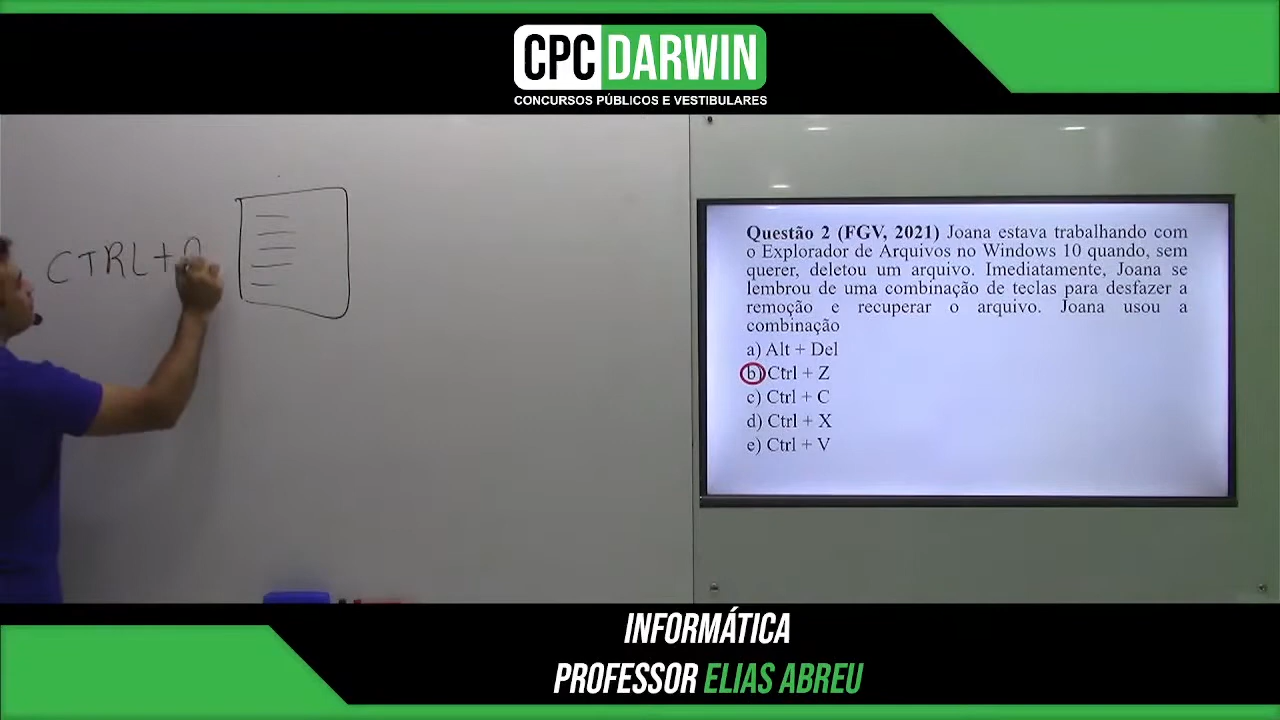 CPC DARWIN
CONCURSOS PÚBLICOS E VESTIBULARES
CTRL +
Questão 2 (FGV, 2021) Joana estava trabalhando com
o Explorador de Arquivos no Windows 10 quando, sem
querer, deletou um arquivo. Imediatamente, Joana se
lembrou de uma combinação de teclas para desfazer a
remoção e recuperar o arquivo. Joana usou a
combinação
a) Alt + Del
b) Ctrl + Z
c) Ctrl + C
d) Ctrl + X
e) Ctrl + V
INFORMÁTICA
PROFESSOR ELIAS ABREU